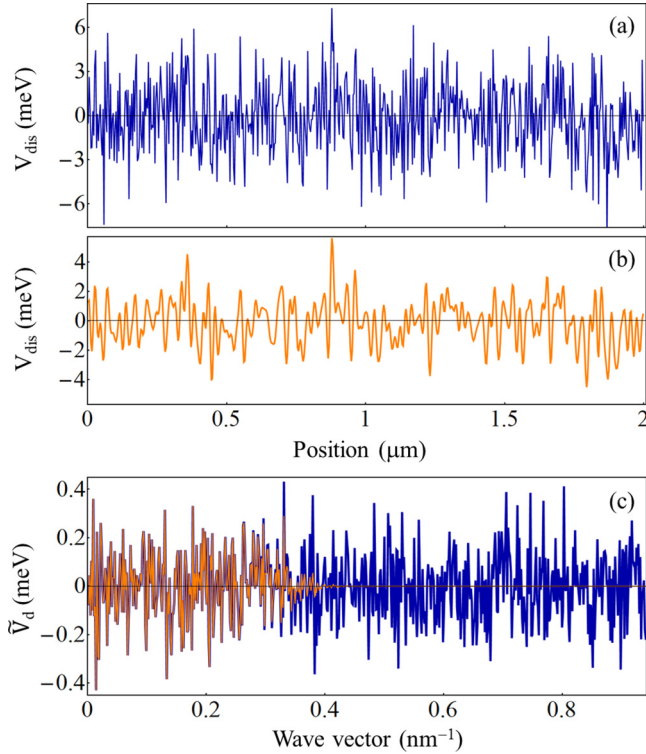 (a)
6
3
0
−3
−6
V_dis (meV)
(b)
4
2
0
−2
−4
V_dis (meV)
0 0.5 1 1.5 2
Position (μm)
(c)
0.4
0.2
0
−0.2
−0.4
Ṽ_d (meV)
0 0.2 0.4 0.6 0.8
Wave vector (nm⁻¹)